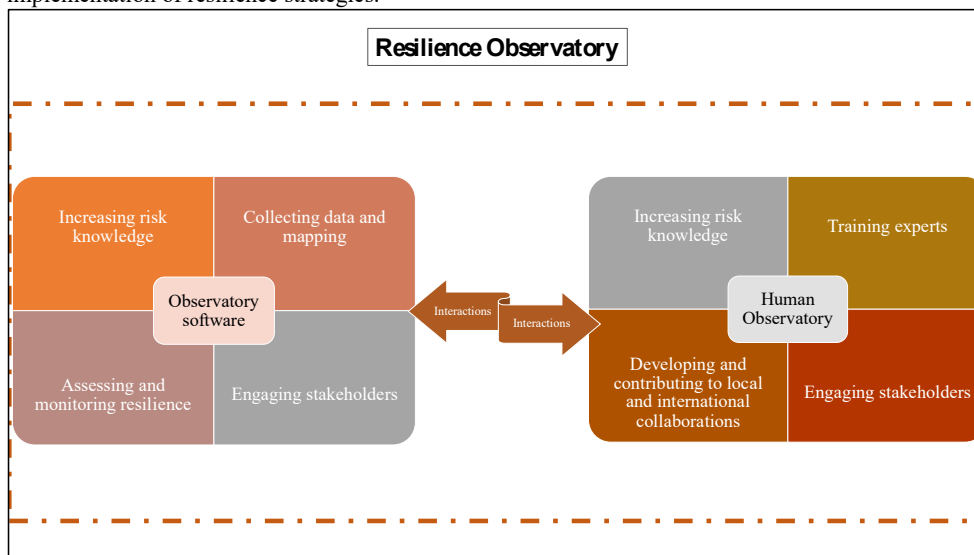 implementation of resilience strategies.
Resilience Observatory
Increasing risk
knowledge
Collecting data and
mapping
Observatory
software
Assessing and
monitoring resilience
Engaging stakeholders
Interactions
Interactions
Increasing risk
knowledge
Training experts
Human
Observatory
Developing and
contributing to local
and international
collaborations
Engaging stakeholders